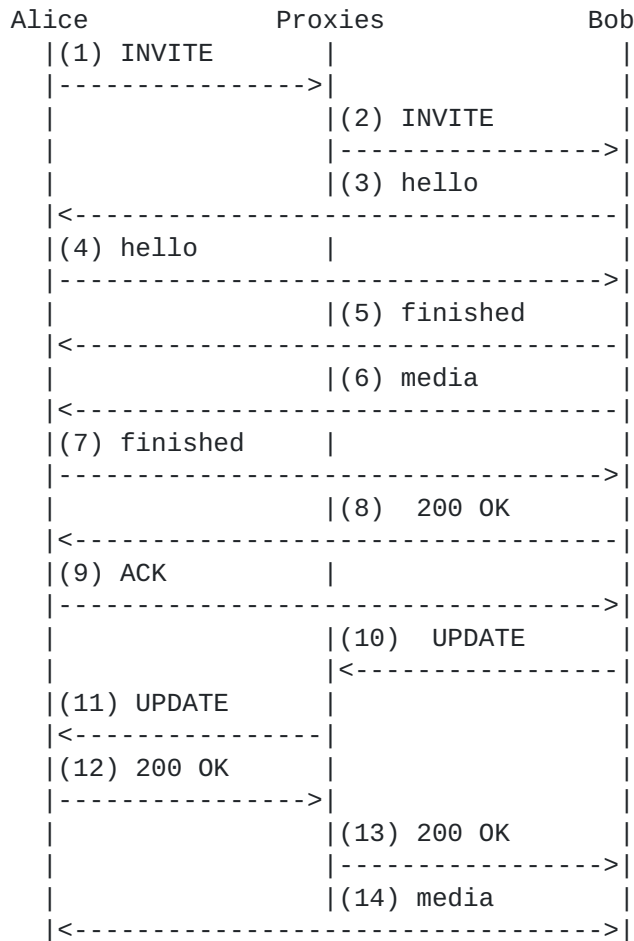 Alice Proxies Bob
(1) INVITE
(2) INVITE
(3) hello
(4) hello
(5) finished
(6) media
(7) finished
(8) 200 OK
(9) ACK
(10) UPDATE
(11) UPDATE
(12) 200 OK
(13) 200 OK
(14) media